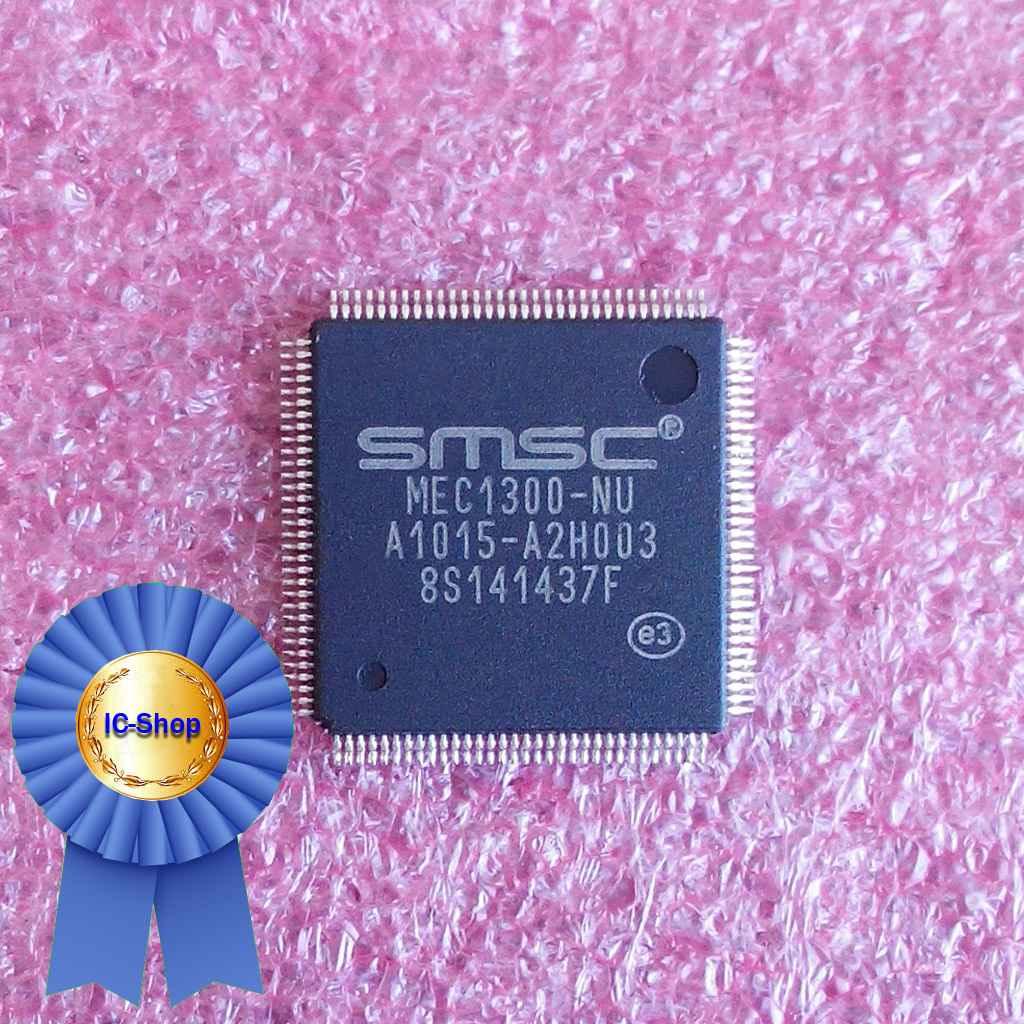 SMSC®
MEC1300-NU
A1015-A2H003
8S141437F
e3
IC-Shop